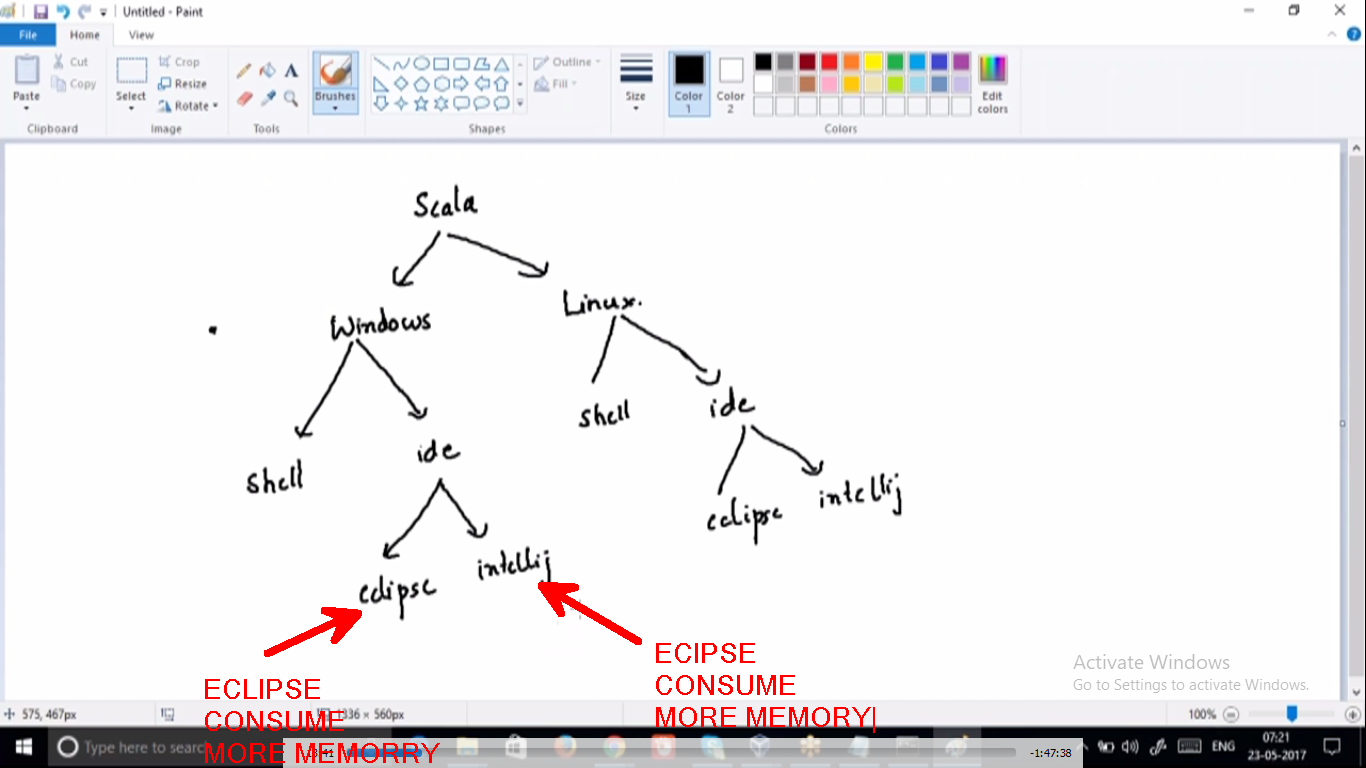 Untitled - Paint
File
Home
View
Paste
Cut
Copy
Clipboard
Select
Crop
Resize
Rotate
Image
Tools
Brushes
Shapes
Outline
Fill
Size
Color
1
Color
2
Edit
colors
Colors
Scala
Windows
Linux.
shell
ide
shell
ide
eclipse
intellij
eclipse
intellij
ECLIPSE
CONSUME
MORE MEMORRY
ECIPSE
CONSUME
MORE MEMORY
Activate Windows
Go to Settings to activate Windows.
575, 467px
1336 × 560px
100%
Type here to searc
-1:47:38
ENG
07:21
23-05-2017